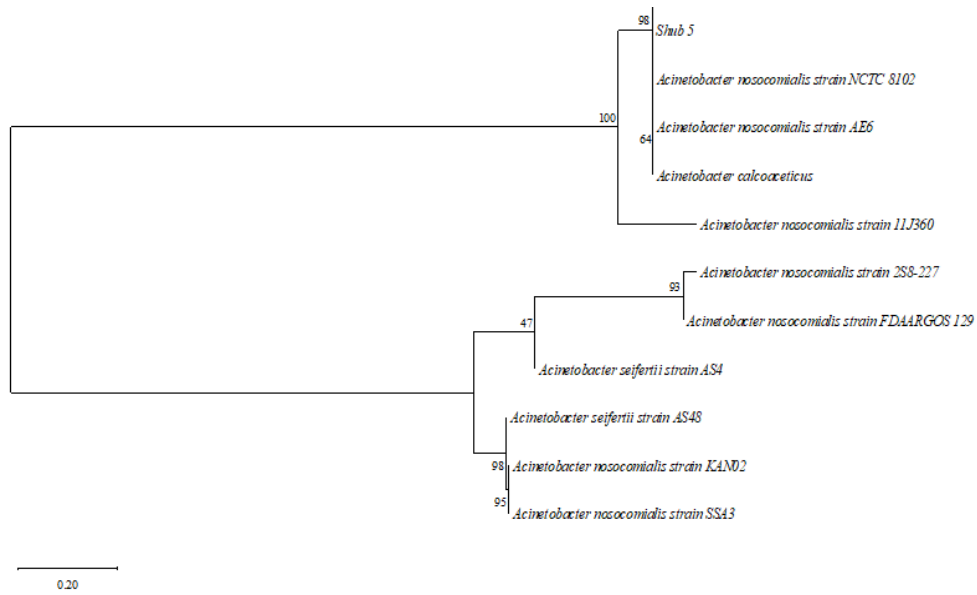 98
Shub 5
Acinetobacter nosocomialis strain NCTC 8102
100
Acinetobacter nosocomialis strain AE6
64
Acinetobacter calcoaceticus
Acinetobacter nosocomialis strain 11J360
Acinetobacter nosocomialis strain 2S8-227
93
Acinetobacter nosocomialis strain FDAARGOS 129
47
Acinetobacter seifertii strain AS4
Acinetobacter seifertii strain AS48
98
Acinetobacter nosocomialis strain KAN02
95
Acinetobacter nosocomialis strain SSA3
0.20